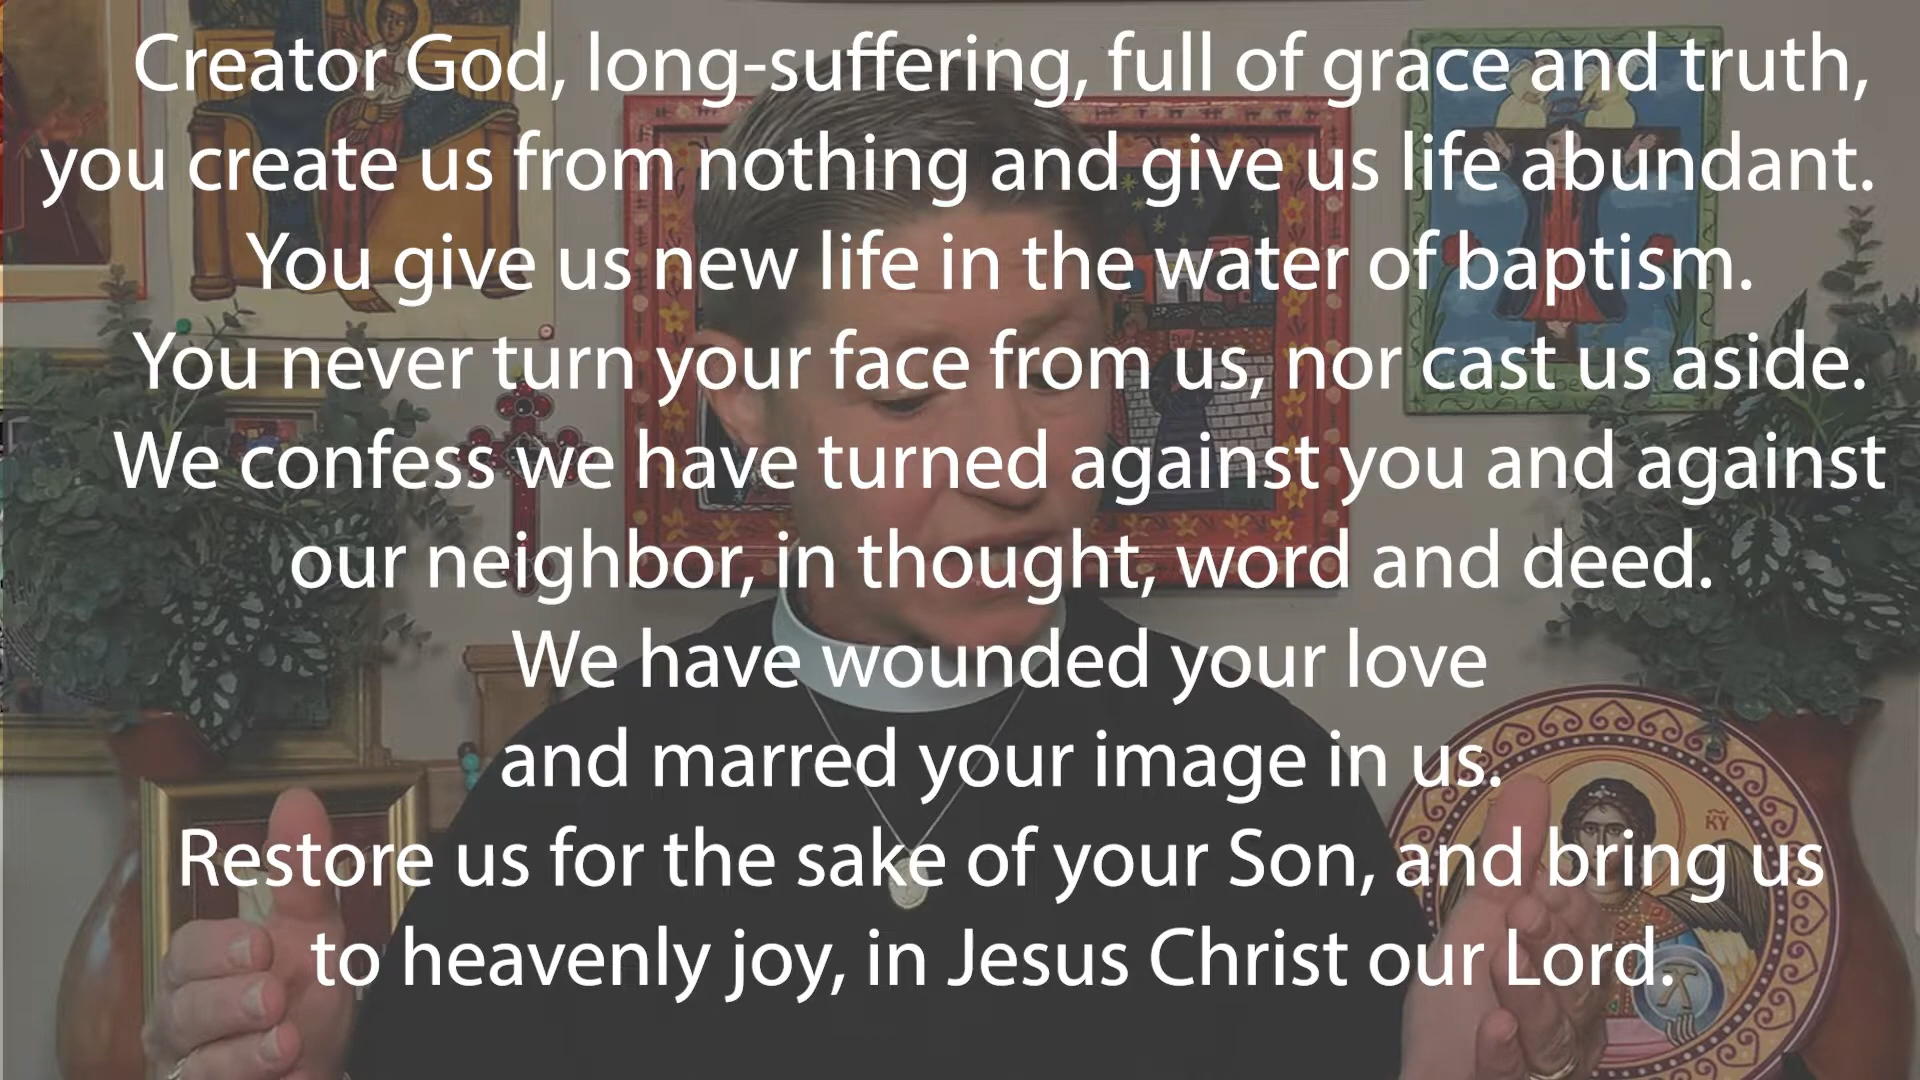 Creator God, long-suffering, full of grace and truth,
you create us from nothing and give us life abundant.
You give us new life in the water of baptism.
You never turn your face from us, nor cast us aside.
We confess we have turned against you and against
our neighbor, in thought, word and deed.
We have wounded your love
and marred your image in us.
Restore us for the sake of your Son, and bring us
to heavenly joy, in Jesus Christ our Lord.